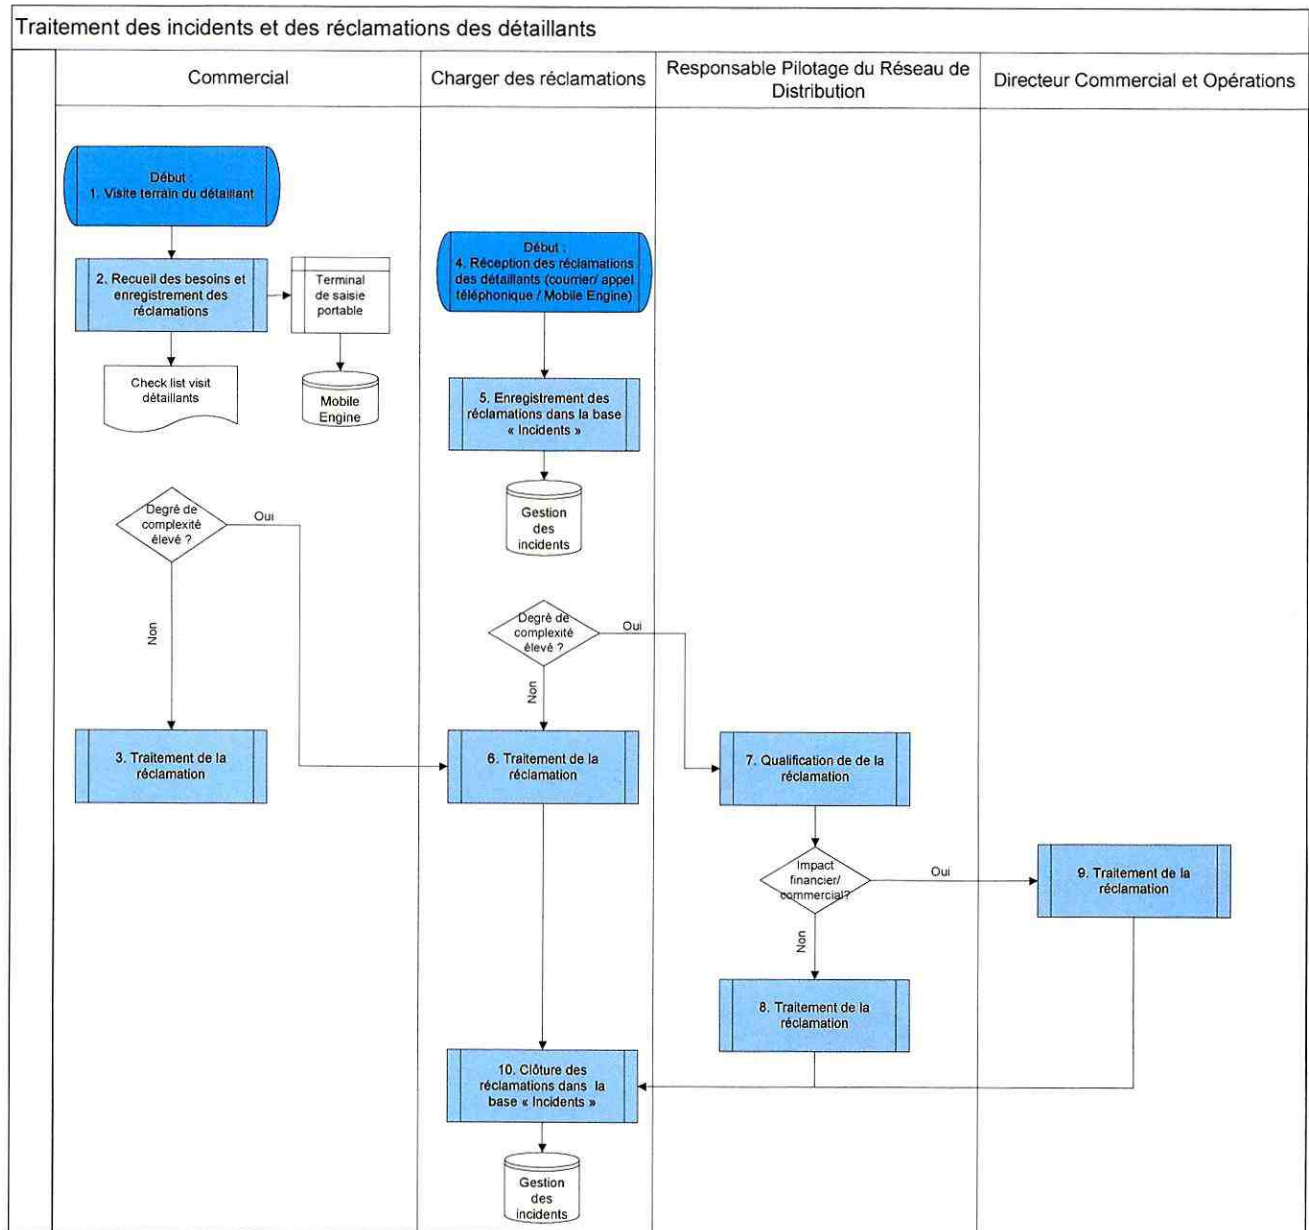 Traitement des incidents et des réclamations des détaillants
Commercial
Charger des réclamations
Responsable Pilotage du Réseau de
Distribution
Directeur Commercial et Opérations
Début :
1. Visite terrain du détaillant
2. Recueil des besoins et
enregistrement des
réclamations
Terminal
de saisie
portable
Check list visit
détaillants
Mobile
Engine
Début :
4. Réception des réclamations
des détaillants (courrier/ appel
téléphonique / Mobile Engine)
5. Enregistrement des
réclamations dans la base
« Incidents »
Gestion
des
incidents
Degré de
complexité
élevé ?
Oui
Non
Degré de
complexité
élevé ?
Oui
Non
3. Traitement de la
réclamation
6. Traitement de la
réclamation
7. Qualification de de la
réclamation
Impact
financier/
commercial?
Oui
Non
9. Traitement de la
réclamation
8. Traitement de la
réclamation
10. Clôture des
réclamations dans la
base « Incidents »
Gestion
des
incidents